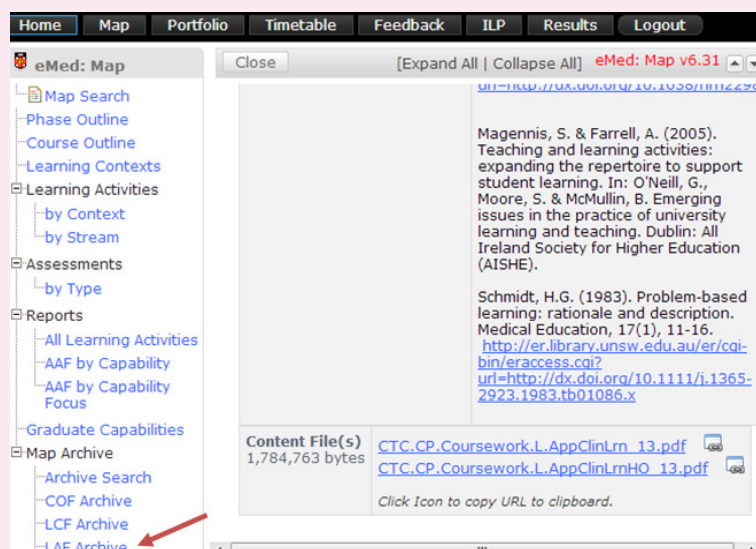 Home Map Portfolio Timetable Feedback ILP Results Logout
eMed: Map
Map Search
Phase Outline
Course Outline
Learning Contexts
Learning Activities
by Context
by Stream
Assessments
by Type
Reports
All Learning Activities
AAF by Capability
AAF by Capability
Focus
Graduate Capabilities
Map Archive
Archive Search
COF Archive
LCF Archive
LAF Archive
Close [Expand All | Collapse All] eMed: Map v6.31
url=http://dx.doi.org/10.1038/nm2298
Magennis, S. & Farrell, A. (2005).
Teaching and learning activities:
expanding the repertoire to support
student learning. In: O'Neill, G.,
Moore, S. & McMullin, B. Emerging
issues in the practice of university
learning and teaching. Dublin: All
Ireland Society for Higher Education
(AISHE).
Schmidt, H.G. (1983). Problem-based
learning: rationale and description.
Medical Education, 17(1), 11-16.
http://er.library.unsw.edu.au/er/cgi-
bin/eraccess.cgi?
url=http://dx.doi.org/10.1111/j.1365-
2923.1983.tb01086.x
Content File(s)
1,784,763 bytes
CTC.CP.Coursework.L.AppClinLrn_13.pdf
CTC.CP.Coursework.L.AppClinLrnHO_13.pdf
Click Icon to copy URL to clipboard.